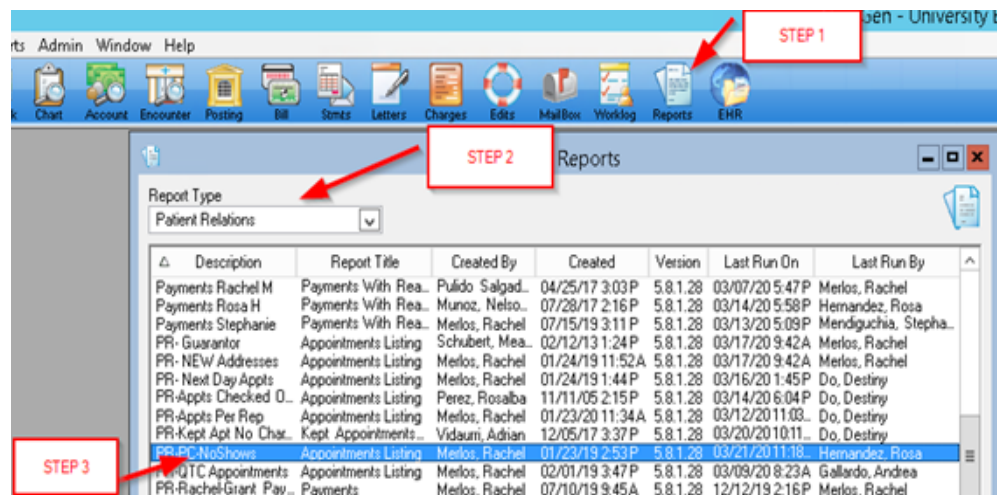 Gen - University E
STEP 1
rts Admin Window Help
k Chart Account Encounter Posting Bill Stmts Letters Charges Edits MailBox Worklog Reports EHR
STEP 2
Reports
Report Type
Patient Relations
Description Report Title Created By Created Version Last Run On Last Run By
Payments Rachel M Payments With Rea... Pulido Salgad... 04/25/17 3:03 P 5.8.1.28 03/07/20 5:47 P Merlos, Rachel
Payments Rosa H Payments With Rea... Munoz, Nelso... 07/28/17 2:16 P 5.8.1.28 03/14/20 5:58P Hernandez, Rosa
Payments Stephanie Payments With Rea... Merlos, Rachel 07/15/19 3:11 P 5.8.1.28 03/13/20 5:09P Mendiguchia, Stepha...
PR- Guarantor Appointments Listing Schubert, Mea... 02/12/13 1:24 P 5.8.1.28 03/17/20 9:42A Merlos, Rachel
PR- NEW Addresses Appointments Listing Merlos, Rachel 01/24/19 11:52A 5.8.1.28 03/17/20 9:42A Merlos, Rachel
PR- Next Day Appts Appointments Listing Merlos, Rachel 01/24/19 1:44 P 5.8.1.28 03/16/20 1:45P Do, Destiny
PR-Appts Checked O... Appointments Listing Perez, Rosalba 11/11/05 2:15 P 5.8.1.28 03/14/20 6:04 P Do, Destiny
PR-Appts Per Rep Appointments Listing Merlos, Rachel 01/23/20 11:34A 5.8.1.28 03/12/20 11:03... Do, Destiny
PR-Kept Apt No Char... Kept Appointments... Vidaurri, Adrian 12/05/17 3:37 P 5.8.1.28 03/20/20 10:11... Do, Destiny
PR-PC-NoShows Appointments Listing Merlos, Rachel 01/23/19 2:53 P 5.8.1.28 03/21/20 11:18... Hernandez, Rosa
STEP 3
PR-QTC Appointments Appointments Listing Merlos, Rachel 02/01/19 3:47 P 5.8.1.28 03/09/20 8:23A Gallardo, Andrea
PR-Rachel-Grant Pay... Payments Merlos, Rachel 07/10/19 9:45A 5.8.1.28 12/12/19 2:16 P Merlos, Rachel